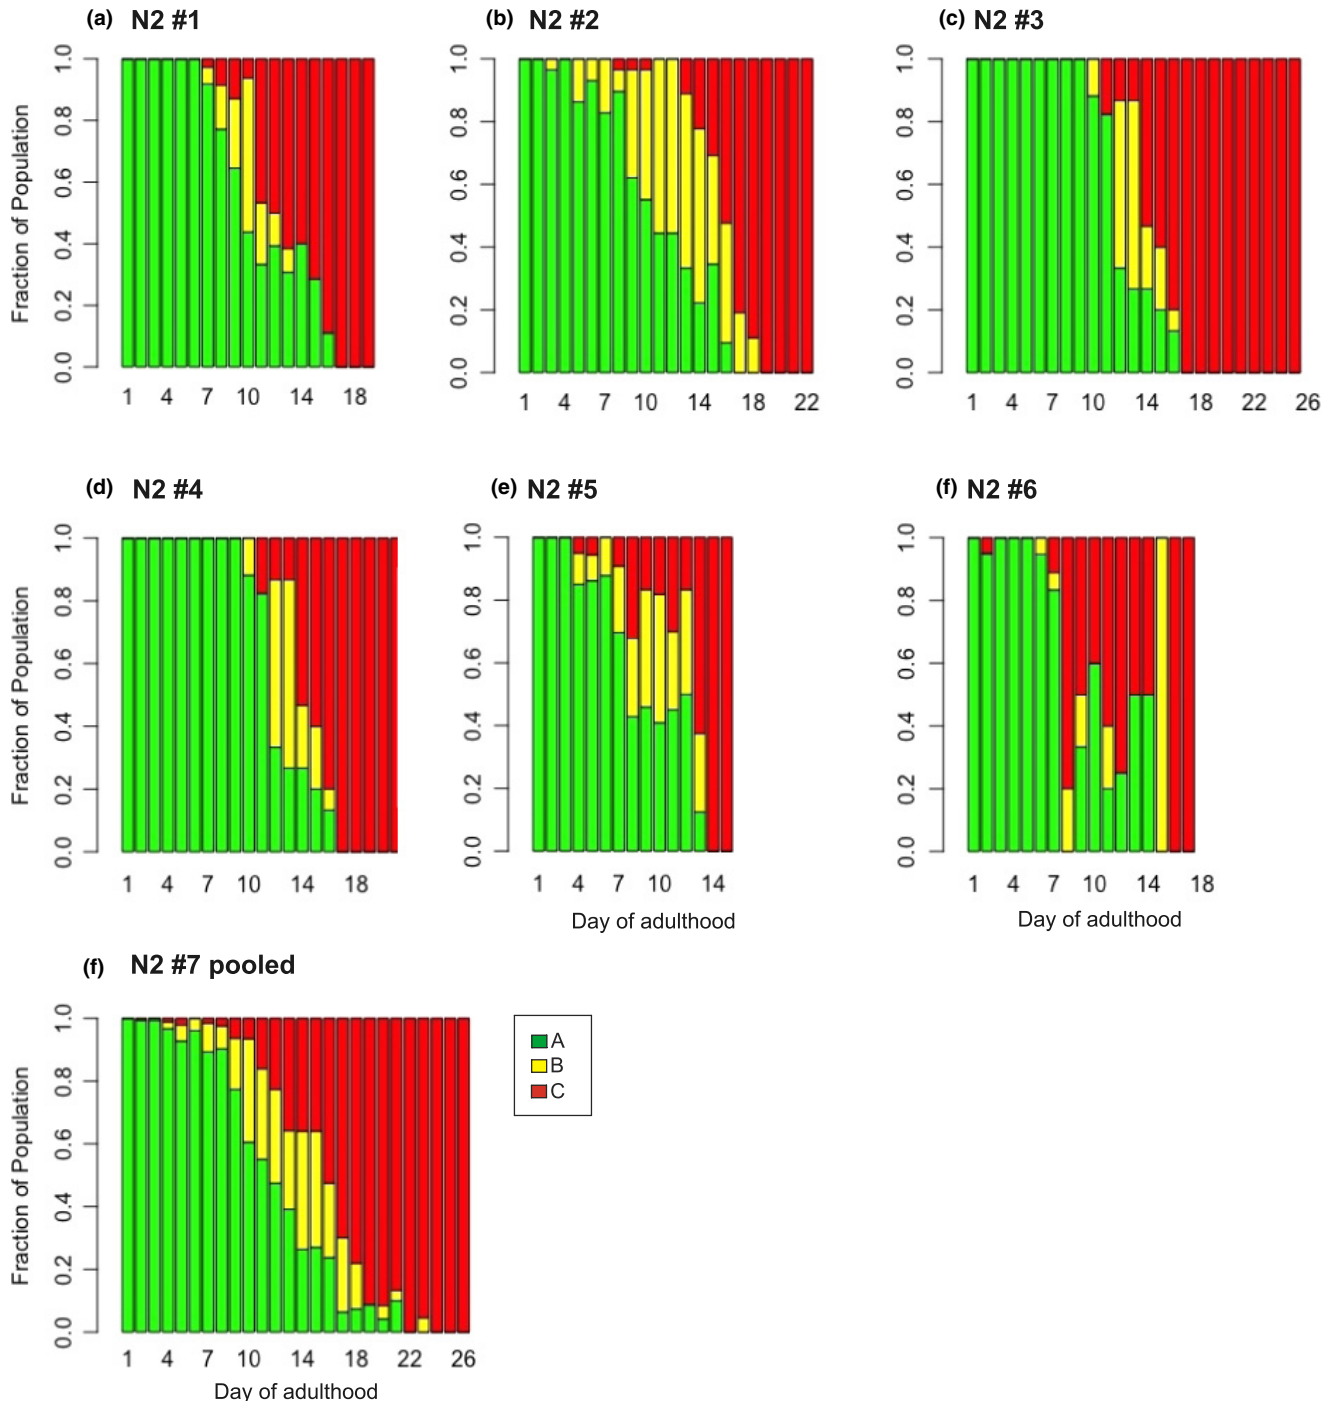 (a) N2 #1
(b) N2 #2
(c) N2 #3
Fraction of Population
0.0 0.2 0.4 0.6 0.8 1.0
0.0 0.2 0.4 0.6 0.8 1.0
0.0 0.2 0.4 0.6 0.8 1.0
1 4 7 10 14 18
1 4 7 10 14 18 22
1 4 7 10 14 18 22 26
(d) N2 #4
(e) N2 #5
(f) N2 #6
Fraction of Population
0.0 0.2 0.4 0.6 0.8 1.0
0.0 0.2 0.4 0.6 0.8 1.0
0.0 0.2 0.4 0.6 0.8 1.0
1 4 7 10 14 18
1 4 7 10 14
1 4 7 10 14 18
Day of adulthood
Day of adulthood
(f) N2 #7 pooled
Fraction of Population
0.0 0.2 0.4 0.6 0.8 1.0
1 4 7 10 14 18 22 26
Day of adulthood
A
B
C